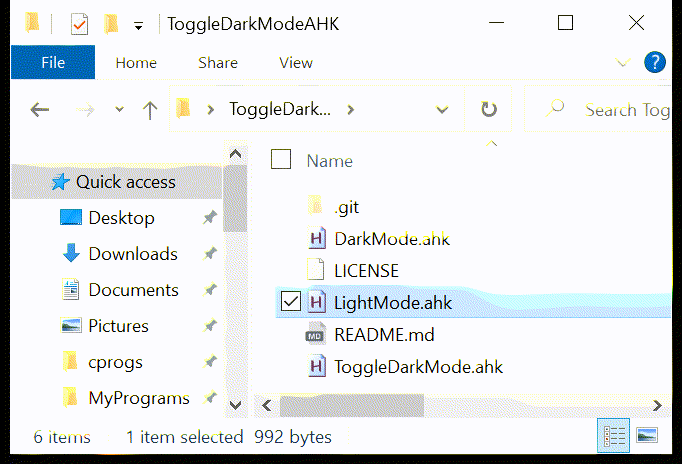 ToggleDarkModeAHK
File Home Share View
ToggleDark... Search Tog
Name
Quick access
Desktop
Downloads
Documents
Pictures
cprogs
MyPrograms
.git
DarkMode.ahk
LICENSE
LightMode.ahk
MD README.md
ToggleDarkMode.ahk
6 items 1 item selected 992 bytes